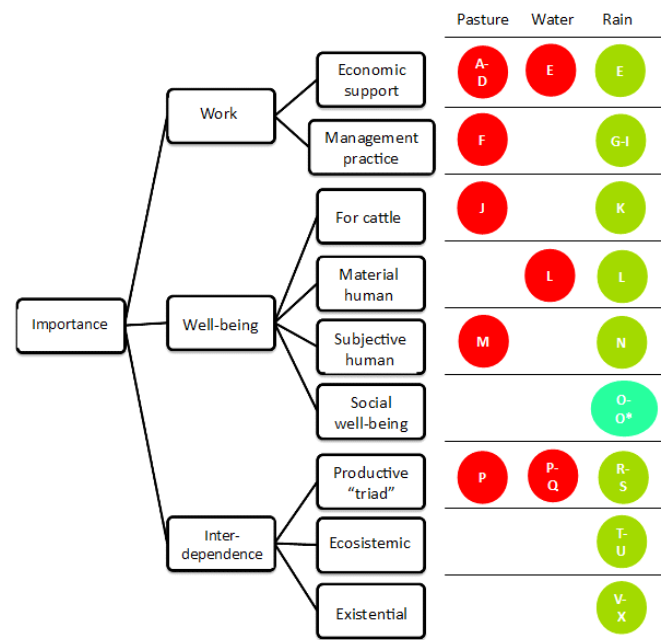 Pasture Water Rain
Economic
support
A-
D
E
E
Work
Management
practice
F
G-I
For cattle
J
K
Material
human
L
L
Importance
Well-being
Subjective
human
M
N
Social
well-being
O-
O*
Productive
"triad"
P
P-
Q
R-
S
Inter-
dependence
Ecosistemic
T-
U
Existential
V-
X